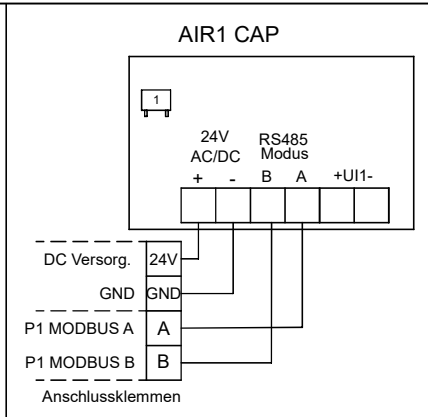 AIR1 CAP
1
24V
AC/DC
RS485
Modus
+ - B A +UI1-
DC Versorg. 24V
GND GND
P1 MODBUS A A
P1 MODBUS B B
Anschlussklemmen